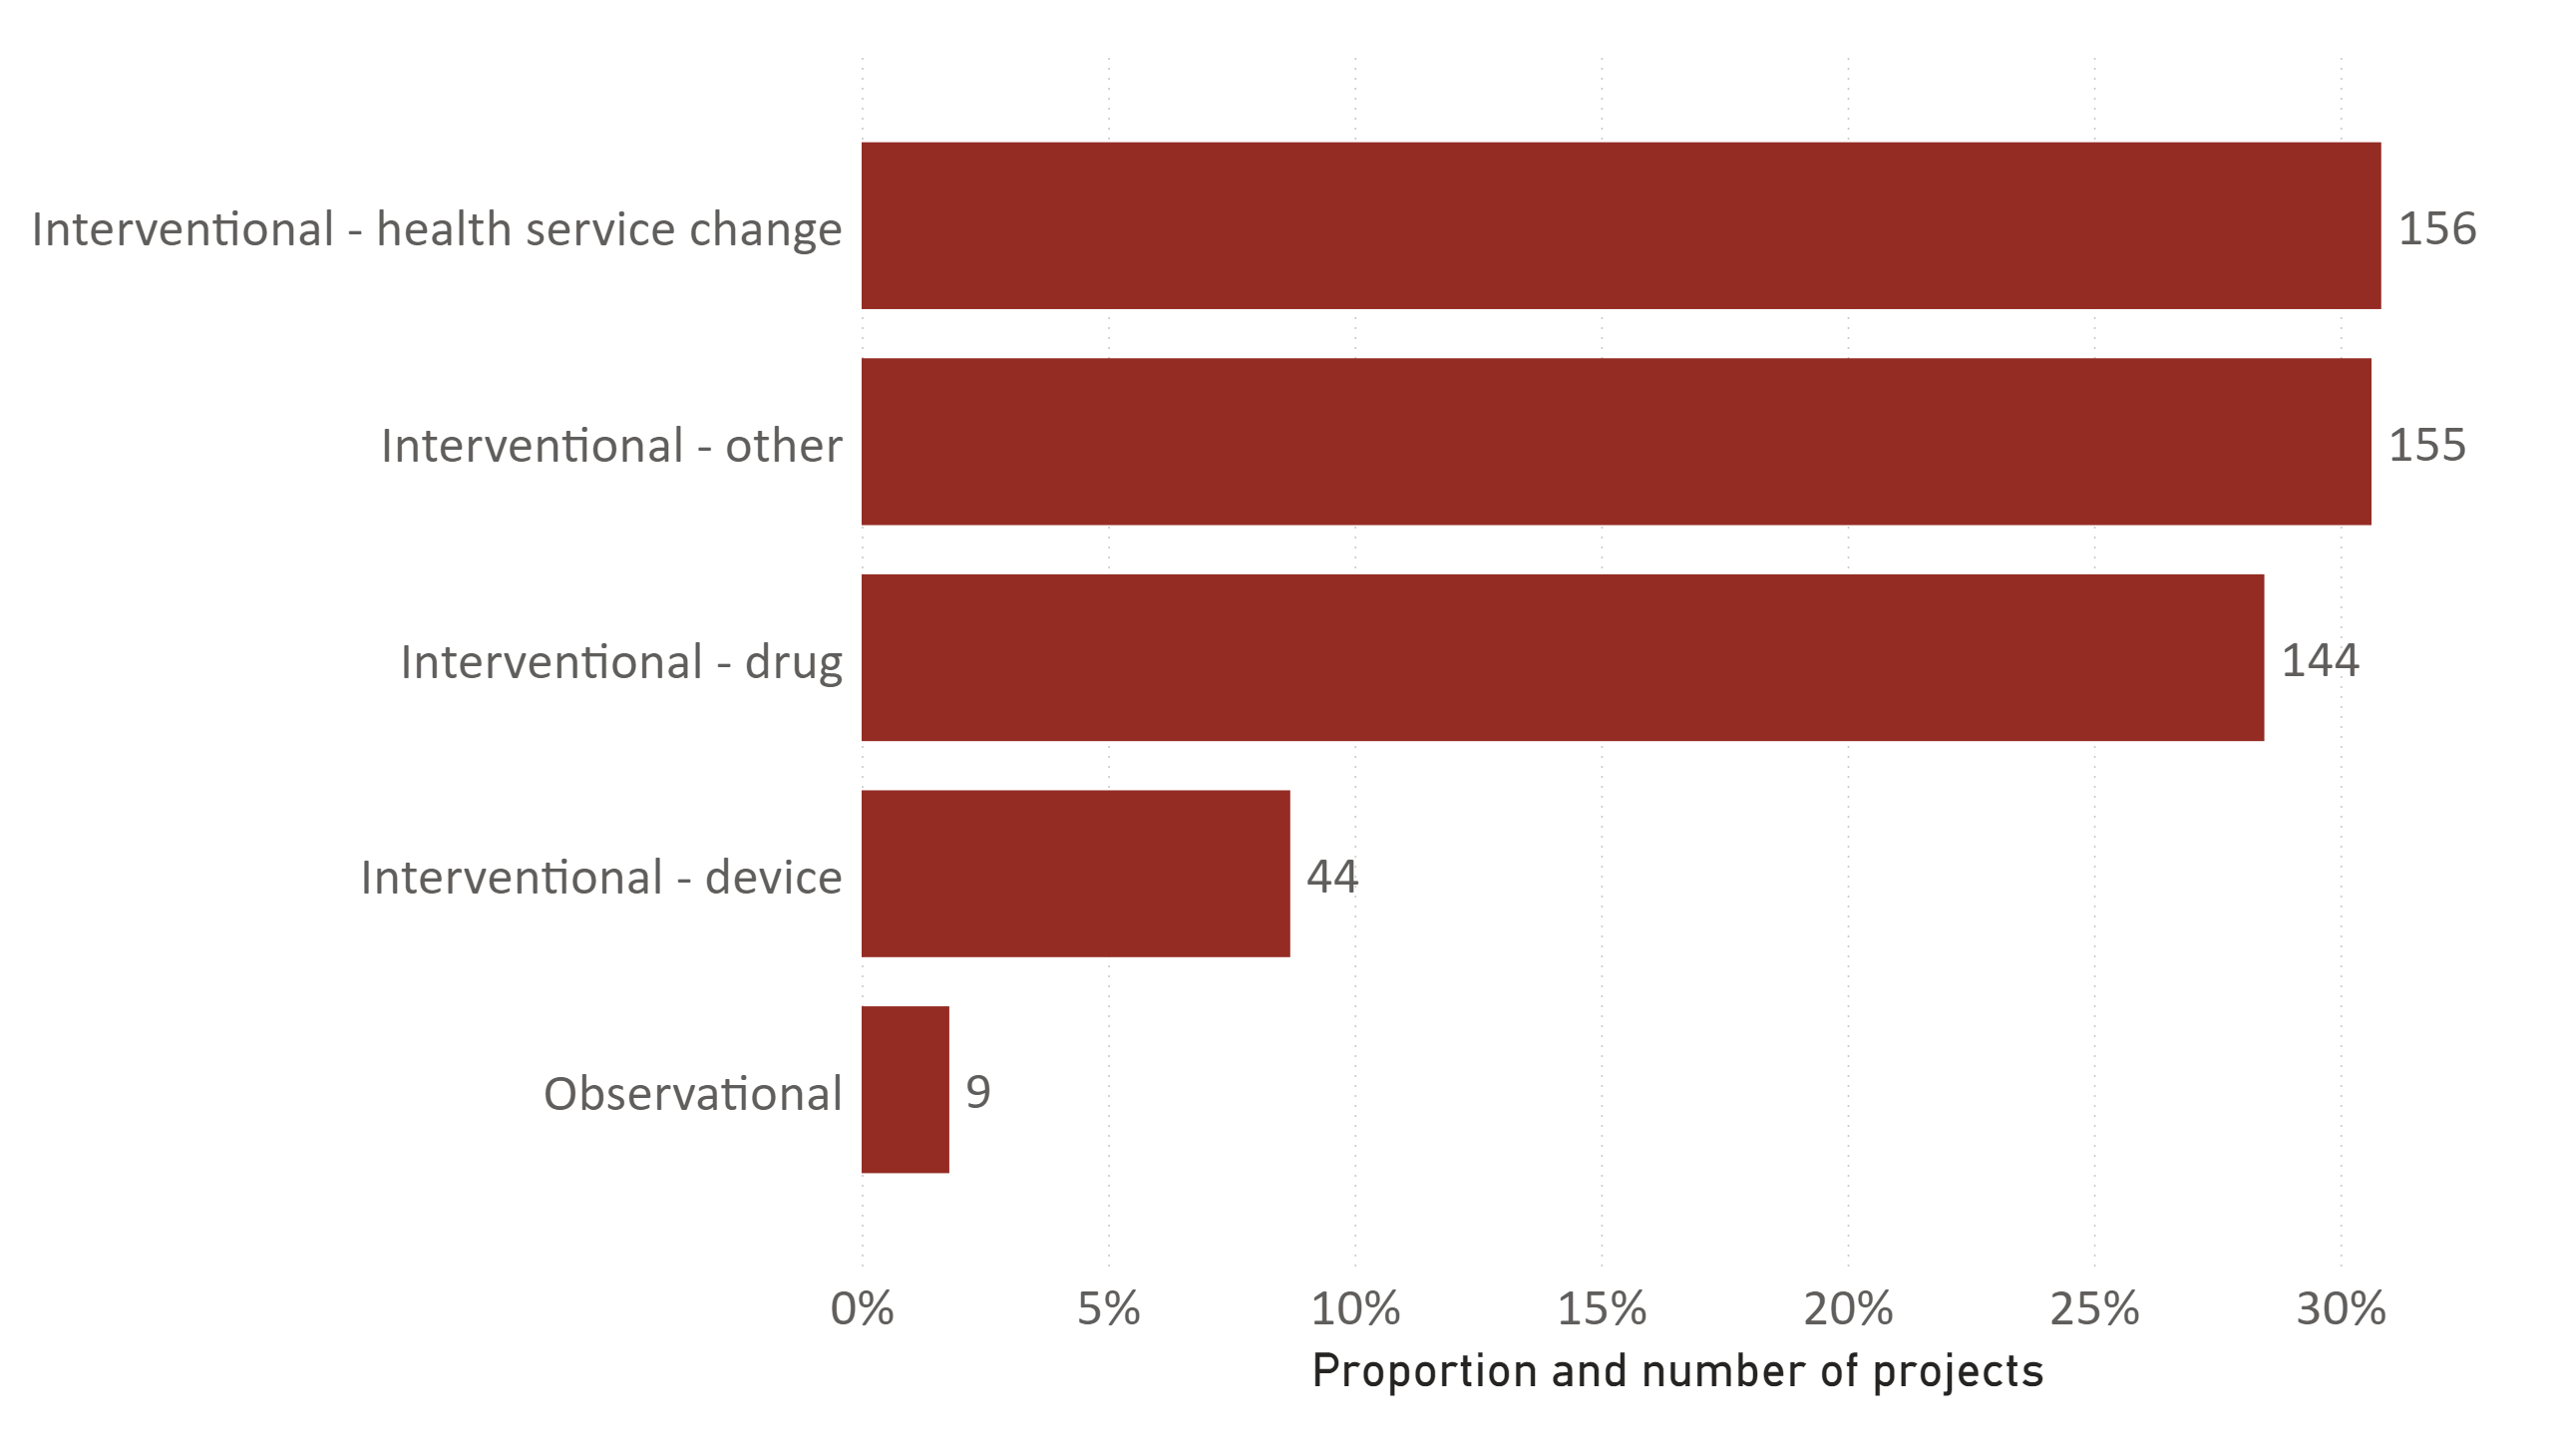 Interventional - health service change 156
Interventional - other 155
Interventional - drug 144
Interventional - device 44
Observational 9
0% 5% 10% 15% 20% 25% 30%
Proportion and number of projects